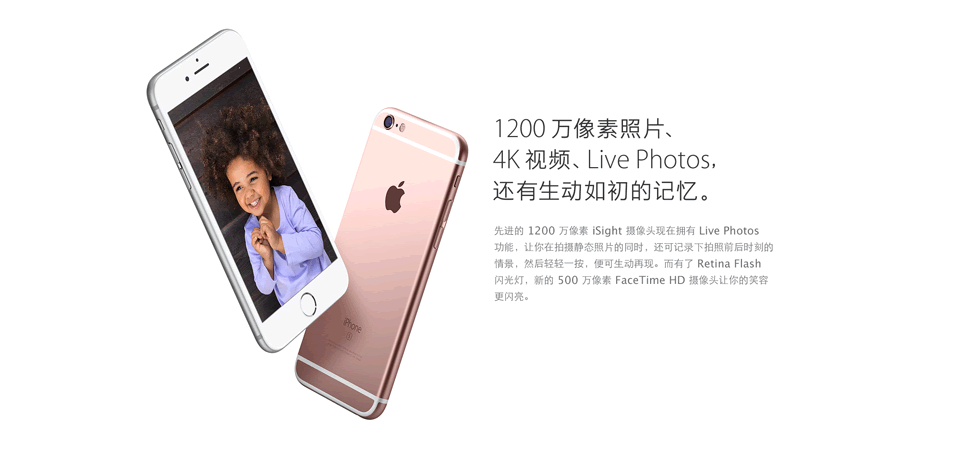 1200 万像素照片、
4K 视频、Live Photos，
还有生动如初的记忆。
先进的 1200 万像素 iSight 摄像头现在拥有 Live Photos
功能，让你在拍摄静态照片的同时，还可记录下拍照前后时刻的
情景，然后轻轻一按，便可生动再现。而有了 Retina Flash
闪光灯，新的 500 万像素 FaceTime HD 摄像头让你的笑容
更闪亮。
iPhone
S